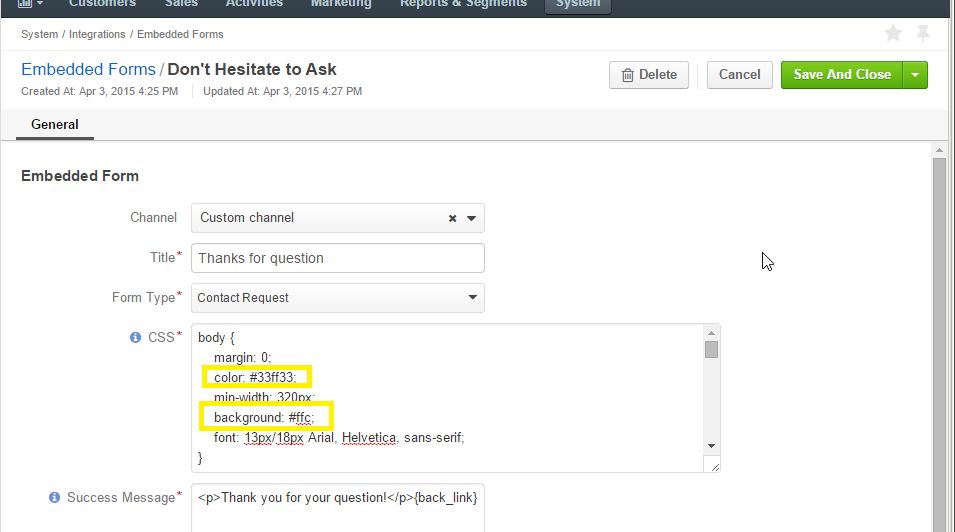 Customers Sales Activities Marketing Reports & Segments System
System / Integrations / Embedded Forms
Embedded Forms / Don't Hesitate to Ask
Delete Cancel Save And Close
Created At: Apr 3, 2015 4:25 PM Updated At: Apr 3, 2015 4:27 PM
General
Embedded Form
Channel Custom channel
Title* Thanks for question
Form Type* Contact Request
CSS* body {
margin: 0;
color: #33ff33;
min-width: 320px;
background: #ffc;
font: 13px/18px Arial, Helvetica, sans-serif;
}
Success Message* <p>Thank you for your question!</p>{back_link}